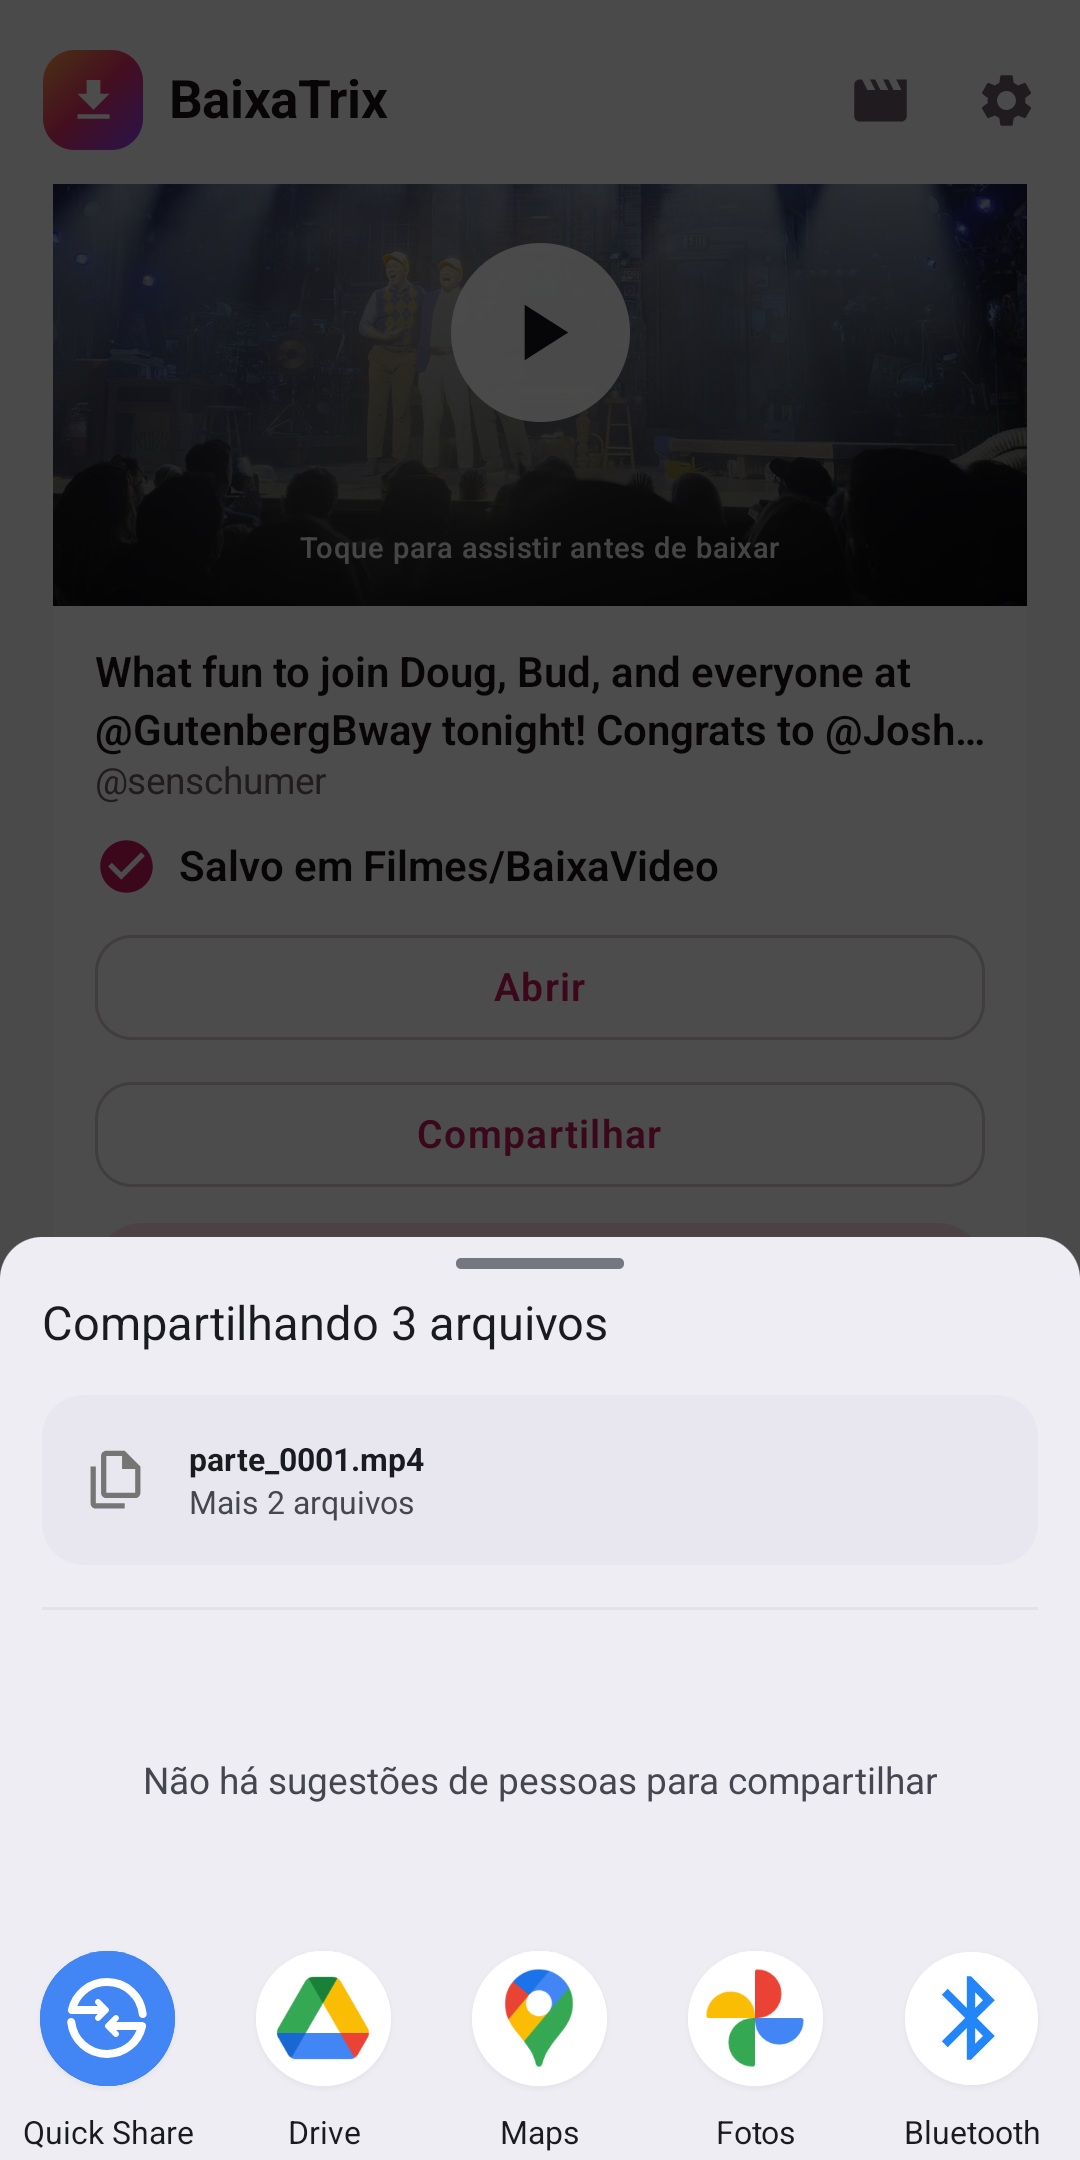 BaixaTrix
Toque para assistir antes de baixar
What fun to join Doug, Bud, and everyone at
@GutenbergBway tonight! Congrats to @Josh…
@senschumer
Salvo em Filmes/BaixaVideo
Abrir
Compartilhar
Compartilhando 3 arquivos
parte_0001.mp4
Mais 2 arquivos
Não há sugestões de pessoas para compartilhar
Quick Share
Drive
Maps
Fotos
Bluetooth